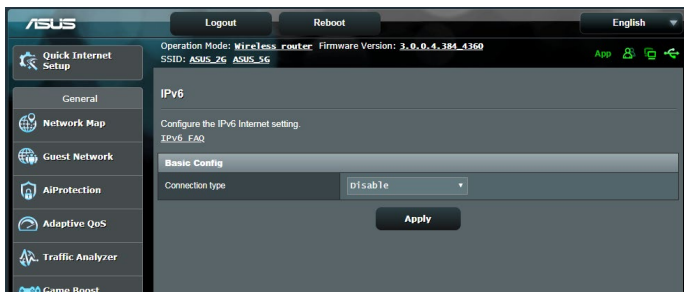 ASUS
Logout
Reboot
English
Quick Internet
Setup
Operation Mode: Wireless router Firmware Version: 3.0.0.4.384_4360
SSID: ASUS_2G ASUS_5G
App
General
Network Map
Guest Network
AiProtection
Adaptive QoS
Traffic Analyzer
Game Boost
IPv6
Configure the IPv6 Internet setting.
IPv6 FAQ
Basic Config
Connection type
Disable
Apply